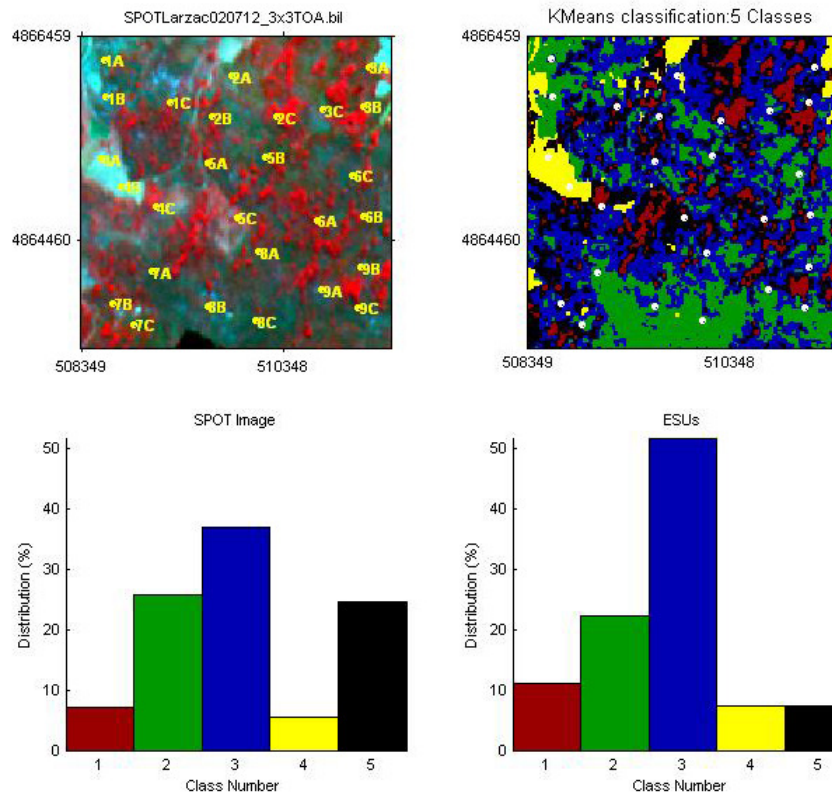 SPOTLarzac020712_3x3TOA.bil
KMeans classification:5 Classes
4866459
4866459
1A
2A
3A
1B
1C
2B
2C
3C
3B
5A
5B
6C
4C
5C
6A
6B
4864460
4864460
8A
7A
9B
9A
7B
8B
9C
7C
8C
508349
510348
508349
510348
SPOT Image
ESUs
50
40
30
20
10
0
Distribution (%)
1 2 3 4 5
Class Number
50
40
30
20
10
0
Distribution (%)
1 2 3 4 5
Class Number